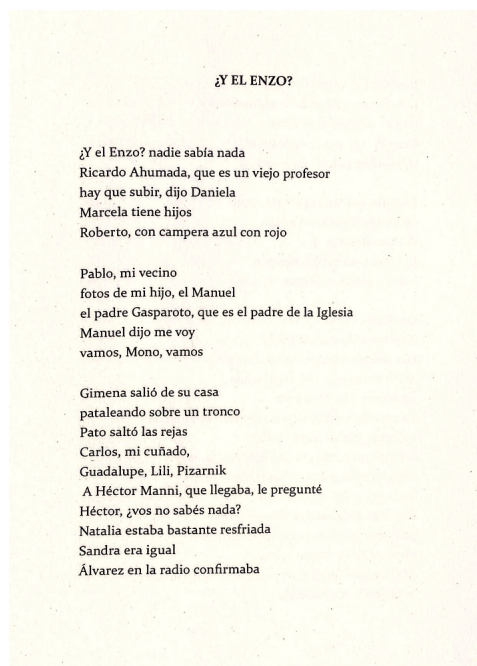 ¿Y EL ENZO?
¿Y el Enzo? nadie sabía nada
Ricardo Ahumada, que es un viejo profesor
hay que subir, dijo Daniela
Marcela tiene hijos
Roberto, con campera azul con rojo
Pablo, mi vecino
fotos de mi hijo, el Manuel
el padre Gasparoto, que es el padre de la Iglesia
Manuel dijo me voy
vamos, Mono, vamos
Gimena salió de su casa
pataleando sobre un tronco
Pato saltó las rejas
Carlos, mi cuñado,
Guadalupe, Lili, Pizarnik
A Héctor Manni, que llegaba, le pregunté
Héctor, ¿vos no sabés nada?
Natalia estaba bastante resfriada
Sandra era igual
Álvarez en la radio confirmaba